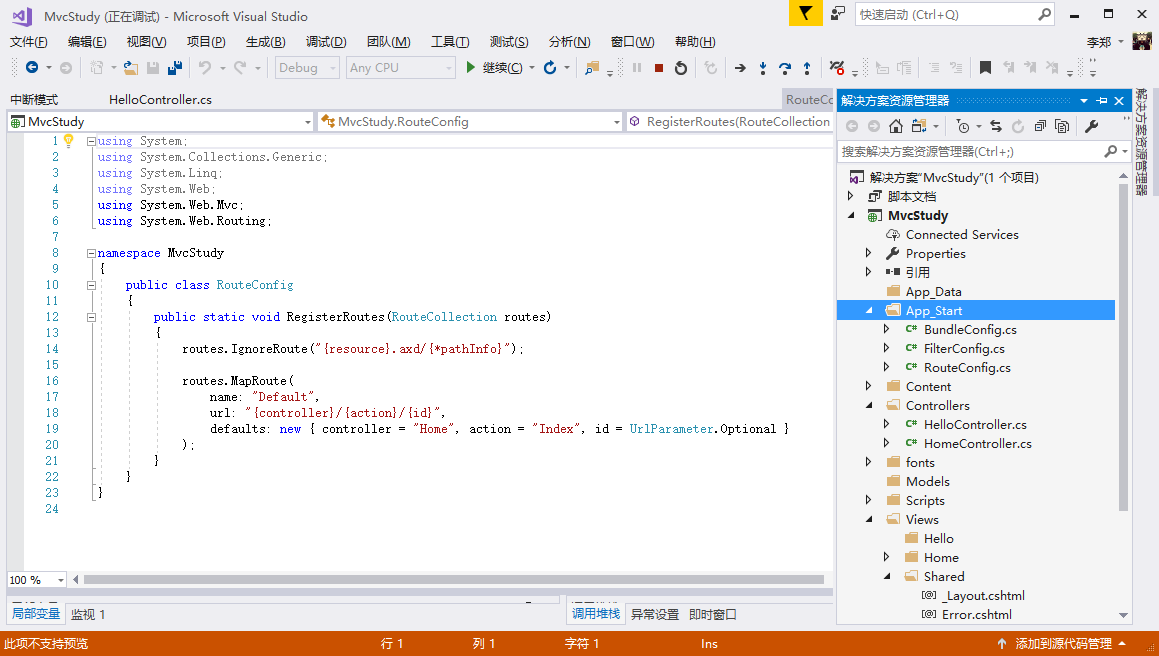 MvcStudy (正在调试) - Microsoft Visual Studio
快速启动 (Ctrl+Q)
文件(F) 编辑(E) 视图(V) 项目(P) 生成(B) 调试(D) 团队(M) 工具(T) 测试(S) 分析(N) 窗口(W) 帮助(H) 李郑
Debug Any CPU 继续(C)
中断模式 HelloController.cs RouteCo
MvcStudy MvcStudy.RouteConfig RegisterRoutes(RouteCollection
1 using System;
2 using System.Collections.Generic;
3 using System.Linq;
4 using System.Web;
5 using System.Web.Mvc;
6 using System.Web.Routing;
7
8 namespace MvcStudy
9 {
10 public class RouteConfig
11 {
12 public static void RegisterRoutes(RouteCollection routes)
13 {
14 routes.IgnoreRoute("{resource}.axd/{*pathInfo}");
15
16 routes.MapRoute(
17 name: "Default",
18 url: "{controller}/{action}/{id}",
19 defaults: new { controller = "Home", action = "Index", id = UrlParameter.Optional }
20 );
21 }
22 }
23 }
24
100 %
局部变量 监视 1
调用堆栈 异常设置 即时窗口
解决方案资源管理器
搜索解决方案资源管理器(Ctrl+;)
解决方案"MvcStudy"(1 个项目)
脚本文档
MvcStudy
Connected Services
Properties
引用
App_Data
App_Start
C# BundleConfig.cs
C# FilterConfig.cs
C# RouteConfig.cs
Content
Controllers
C# HelloController.cs
C# HomeController.cs
fonts
Models
Scripts
Views
Hello
Home
Shared
[@] _Layout.cshtml
[@] Error.cshtml
解决方案资源管理器
此项不支持预览 行 1 列 1 字符 1 Ins 添加到源代码管理